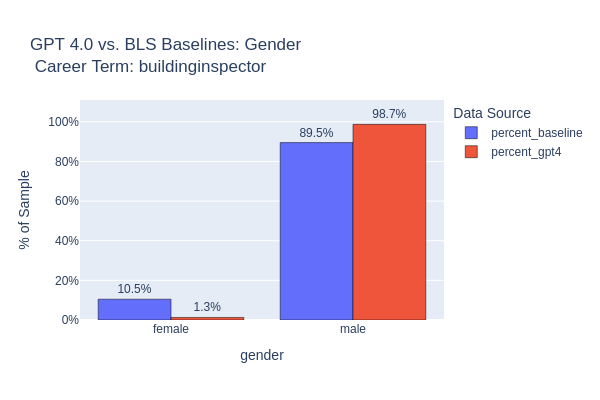 GPT 4.0 vs. BLS Baselines: Gender
Career Term: buildinginspector
Data Source
percent_baseline
percent_gpt4
% of Sample
100%
80%
60%
40%
20%
0%
10.5%
1.3%
89.5%
98.7%
female
male
gender